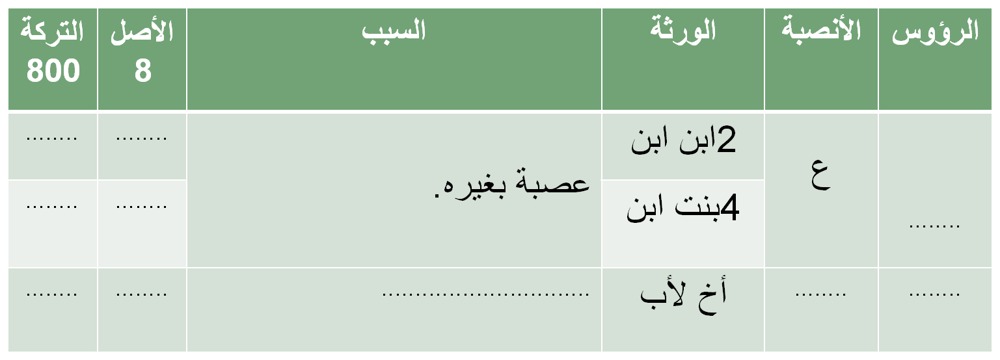 الرؤوس
الأنصبة
الورثة
السبب
الأصل
8
التركة
800
........
ع
2ابن ابن
عصبة بغيره.
........
........
4بنت ابن
........
........
........
........
أخ لأب
...............................
........
........